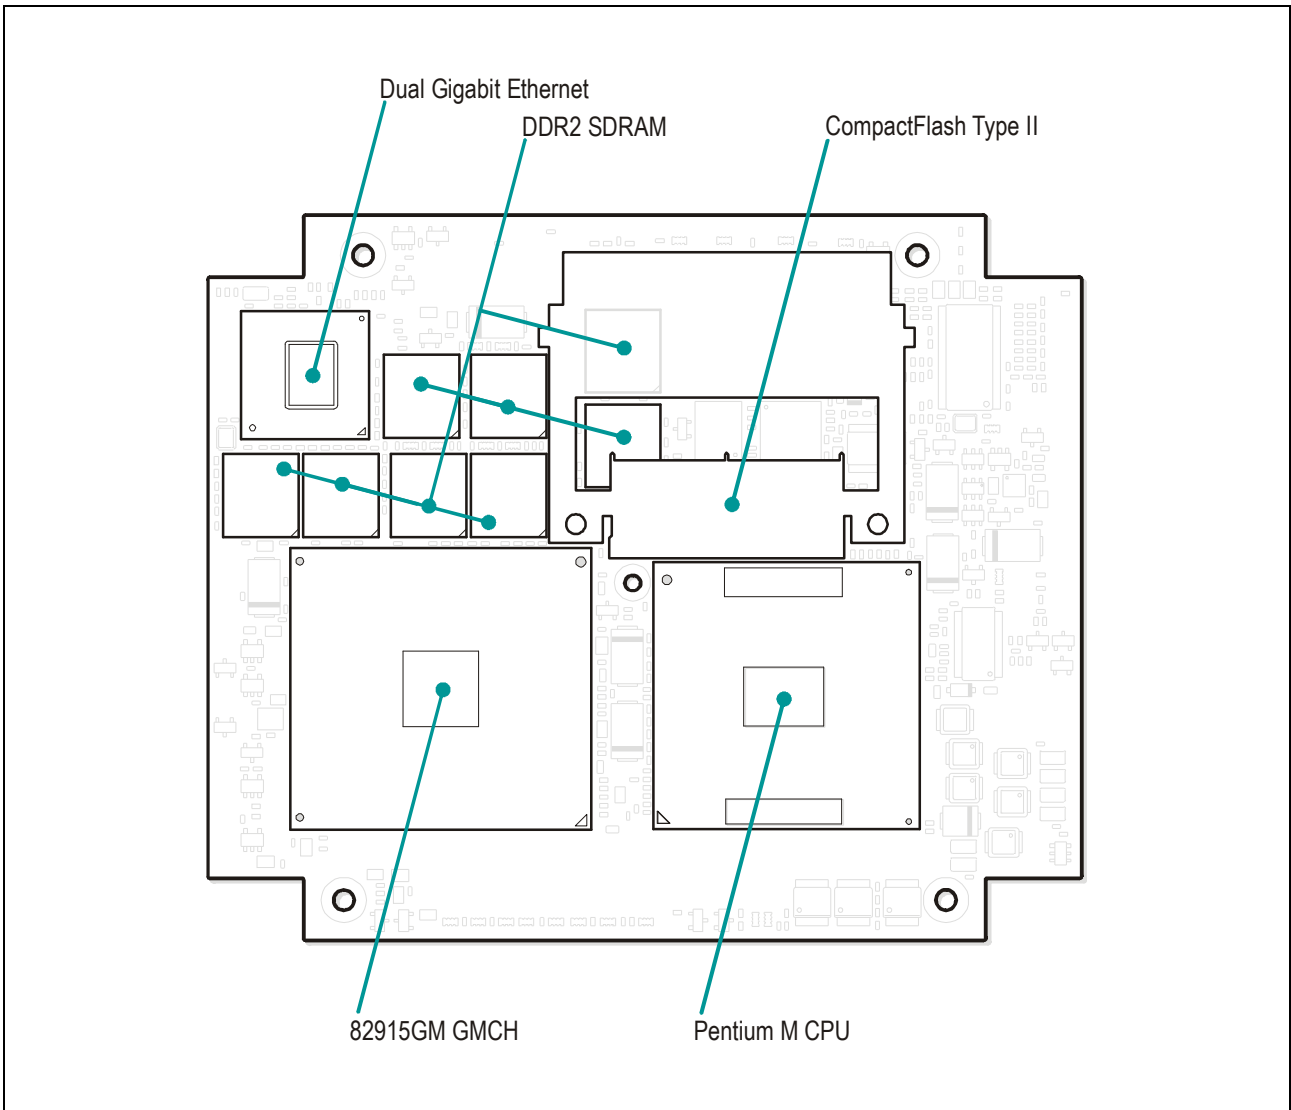 Dual Gigabit Ethernet
DDR2 SDRAM
CompactFlash Type II
82915GM GMCH
Pentium M CPU